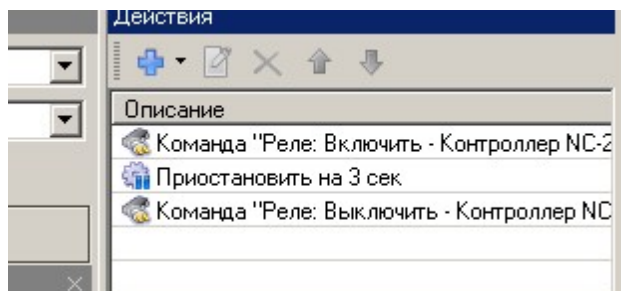 Действия
Описание
Команда "Реле: Включить - Контроллер NC-2
Приостановить на 3 сек
Команда "Реле: Выключить - Контроллер NC